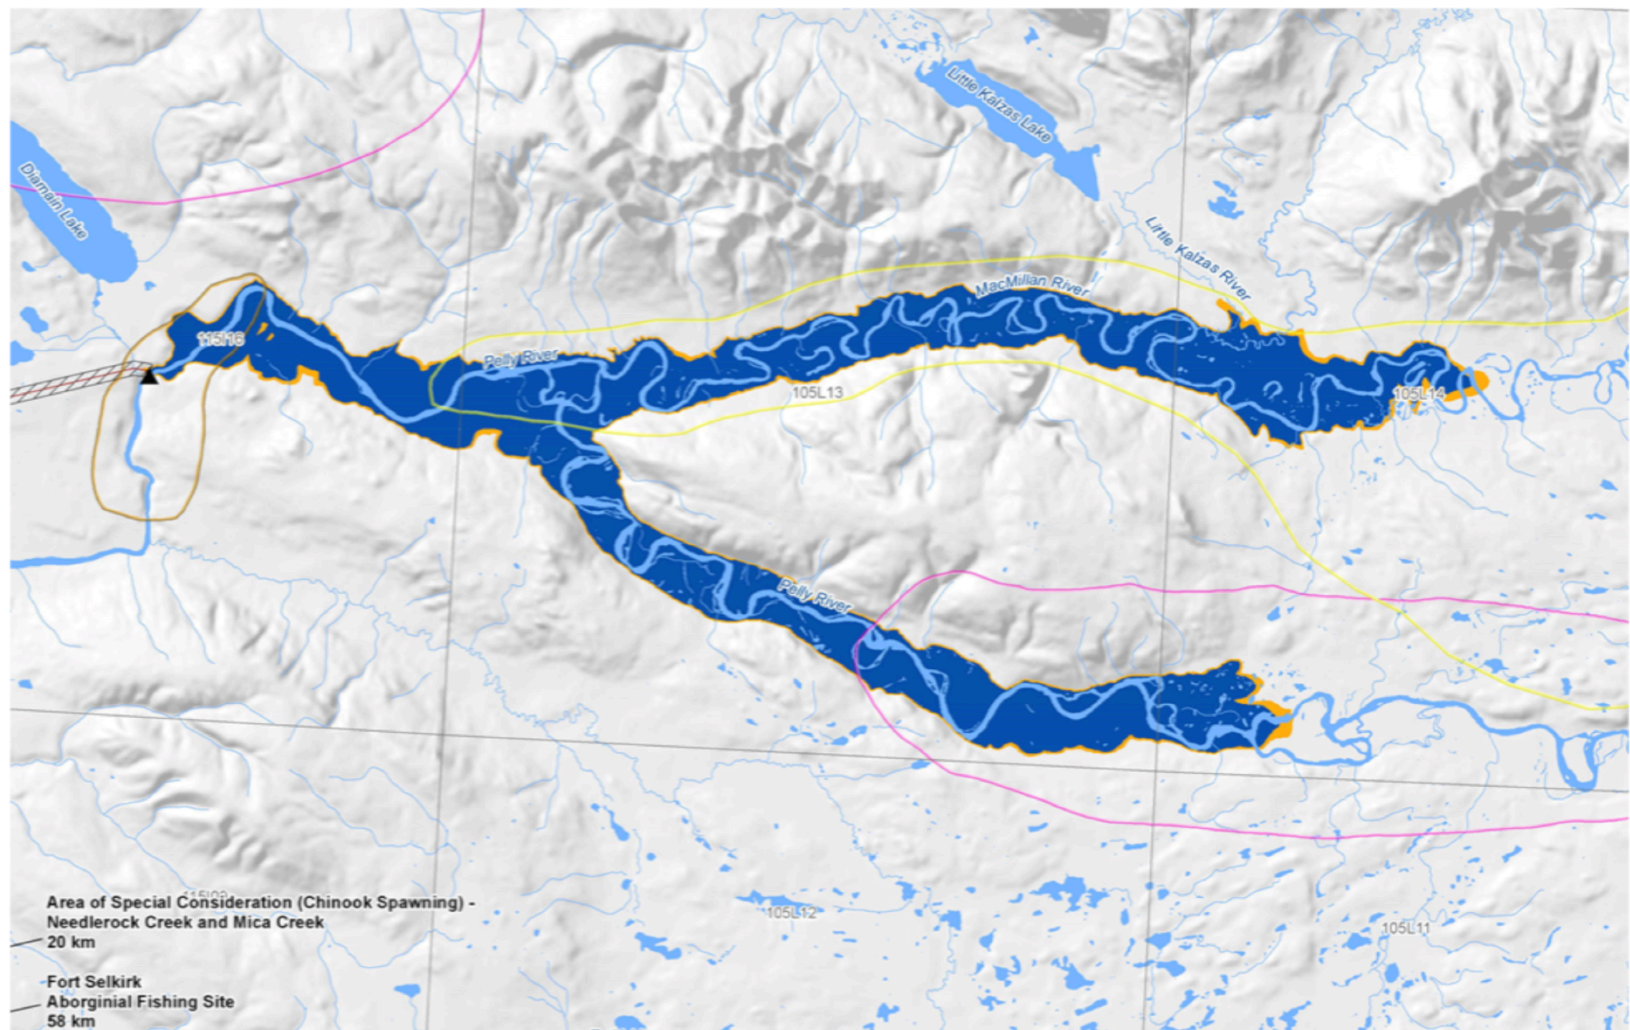 Little Kalzas Lake
Diamain Lake
Little Kalzas River
MacMillan River
115I16
Pelly River
105L13
105L14
Pelly River
115I09
Area of Special Consideration (Chinook Spawning) -
Needlerock Creek and Mica Creek
20 km
105L12
105L11
Fort Selkirk
Aborginial Fishing Site
58 km